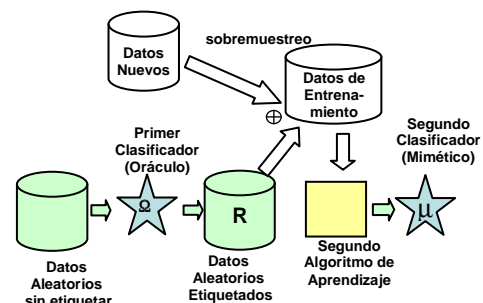 sobremuestreo
Datos
Nuevos
Datos de
Entrena-
miento
⊕
Primer
Clasificador
(Oráculo)
Segundo
Clasificador
(Mimético)
Ω
R
μ
Datos
Aleatorios
sin etiquetar
Datos
Aleatorios
Etiquetados
Segundo
Algoritmo de
Aprendizaje